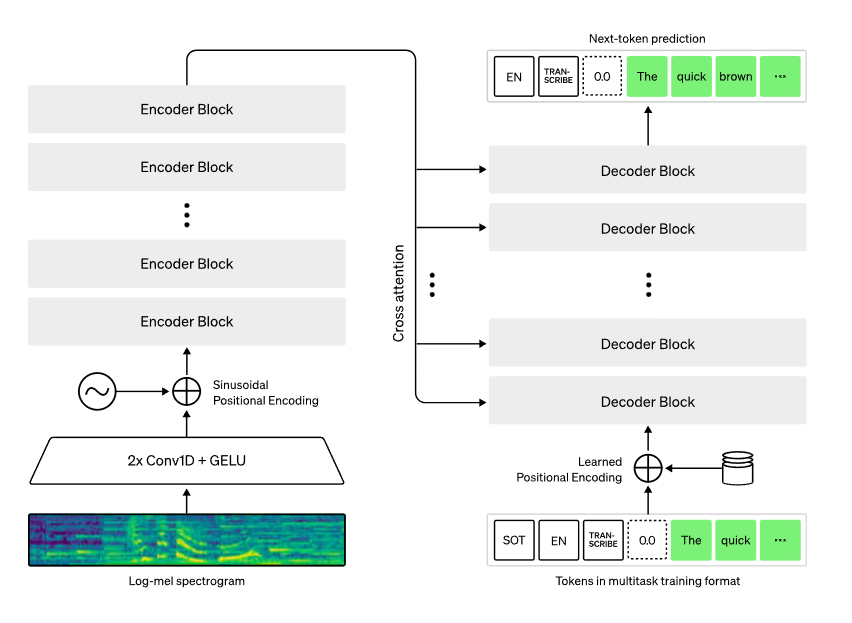 Next-token prediction
EN
TRAN-
SCRIBE
0.0
The
quick
brown
...
Encoder Block
Encoder Block
Encoder Block
Encoder Block
Sinusoidal
Positional Encoding
2x Conv1D + GELU
Log-mel spectrogram
Cross attention
Decoder Block
Decoder Block
Decoder Block
Decoder Block
Learned
Positional Encoding
SOT
EN
TRAN-
SCRIBE
0.0
The
quick
...
Tokens in multitask training format